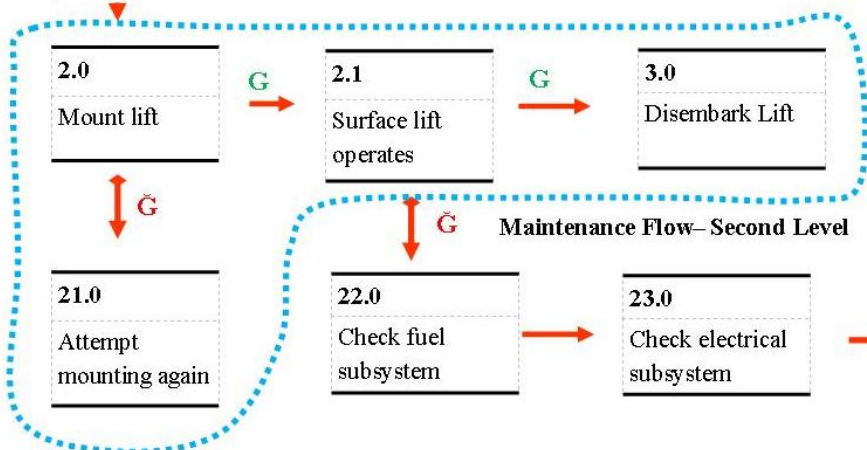 2.0
Mount lift
G
2.1
Surface lift
operates
G
3.0
Disembark Lift
Ğ
Ğ
Maintenance Flow– Second Level
21.0
Attempt
mounting again
22.0
Check fuel
subsystem
23.0
Check electrical
subsystem